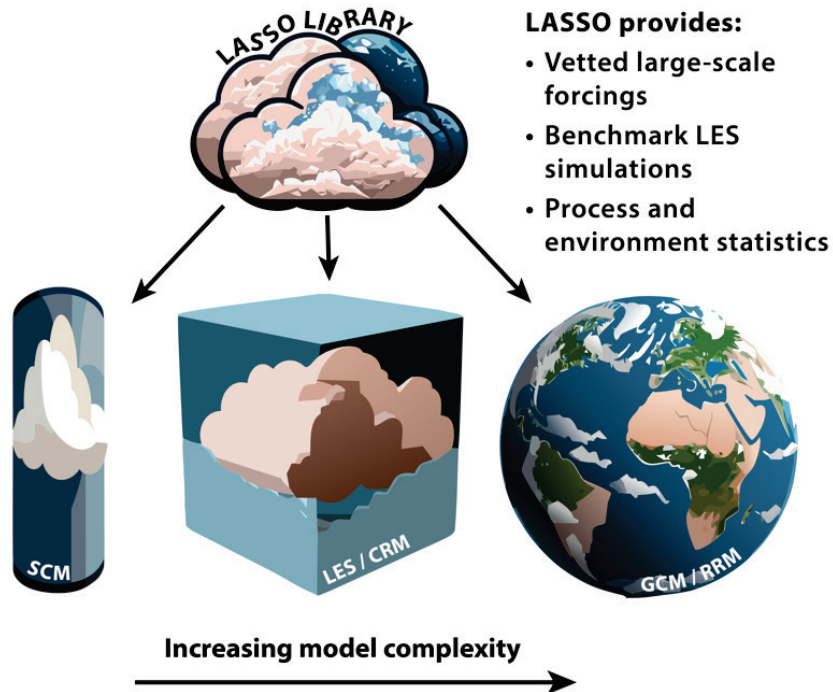 LASSO LIBRARY
LASSO provides:
• Vetted large-scale
forcings
• Benchmark LES
simulations
• Process and
environment statistics
SCM
LES / CRM
GCM / RRM
Increasing model complexity